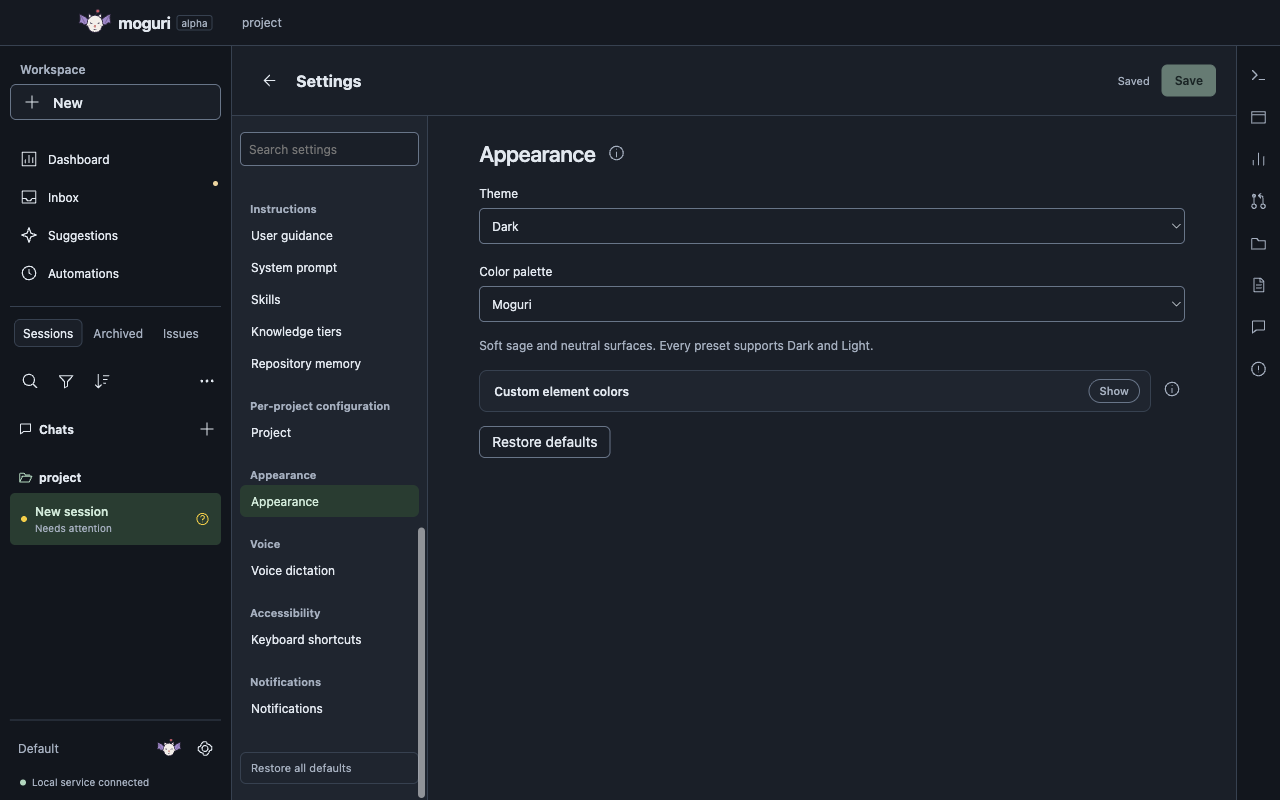 moguri alpha project
Workspace
New
Dashboard
Inbox
Suggestions
Automations
Sessions Archived Issues
Chats
project
New session
Needs attention
Default
Local service connected
Settings
Saved Save
Search settings
Instructions
User guidance
System prompt
Skills
Knowledge tiers
Repository memory
Per-project configuration
Project
Appearance
Appearance
Voice
Voice dictation
Accessibility
Keyboard shortcuts
Notifications
Notifications
Restore all defaults
Appearance
Theme
Dark
Color palette
Moguri
Soft sage and neutral surfaces. Every preset supports Dark and Light.
Custom element colors Show
Restore defaults